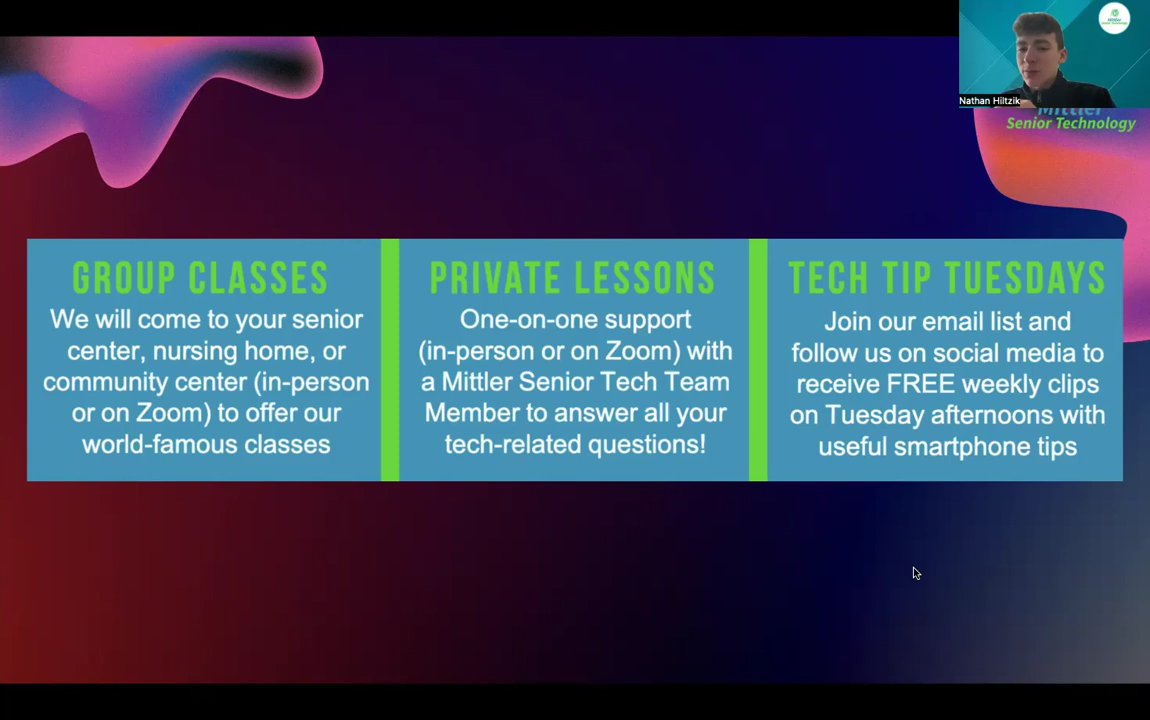 Nathan Hiltzik
Mittler
Senior Technology
GROUP CLASSES
We will come to your senior
center, nursing home, or
community center (in-person
or on Zoom) to offer our
world-famous classes
PRIVATE LESSONS
One-on-one support
(in-person or on Zoom) with
a Mittler Senior Tech Team
Member to answer all your
tech-related questions!
TECH TIP TUESDAYS
Join our email list and
follow us on social media to
receive FREE weekly clips
on Tuesday afternoons with
useful smartphone tips